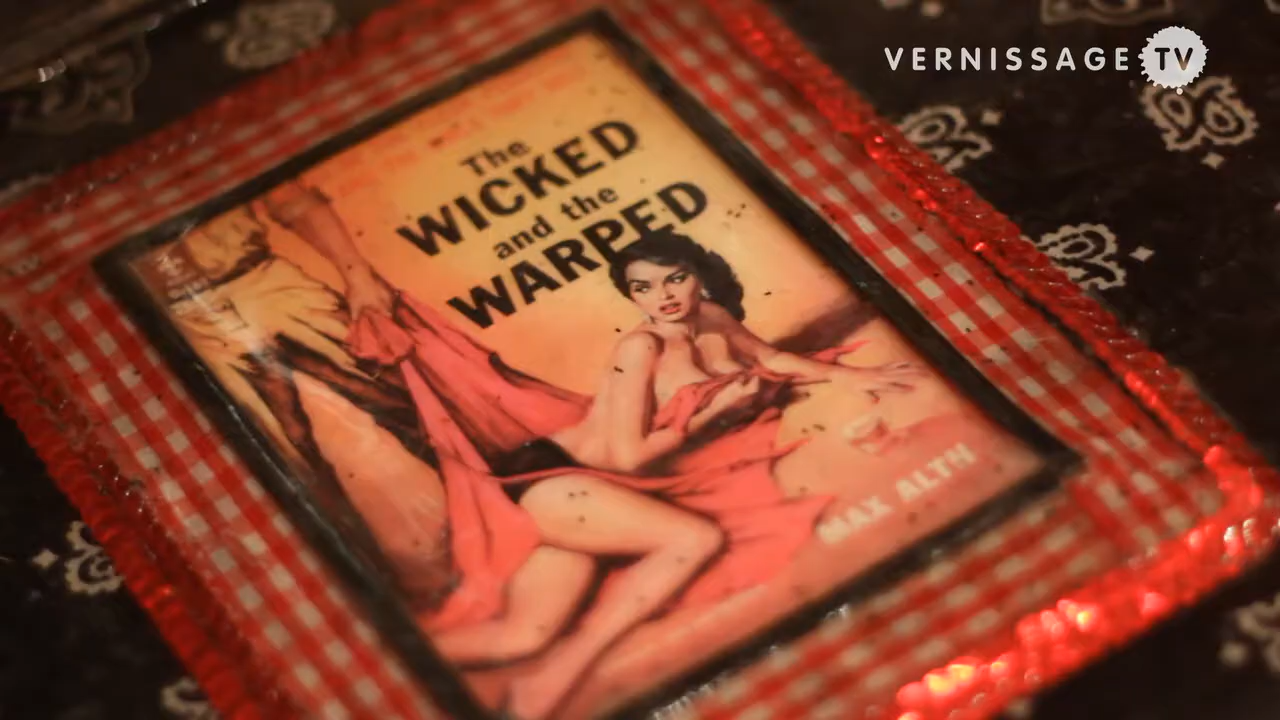 VERNISSAGE TV
The
WICKED
and the
WARPED
MAX ALTH